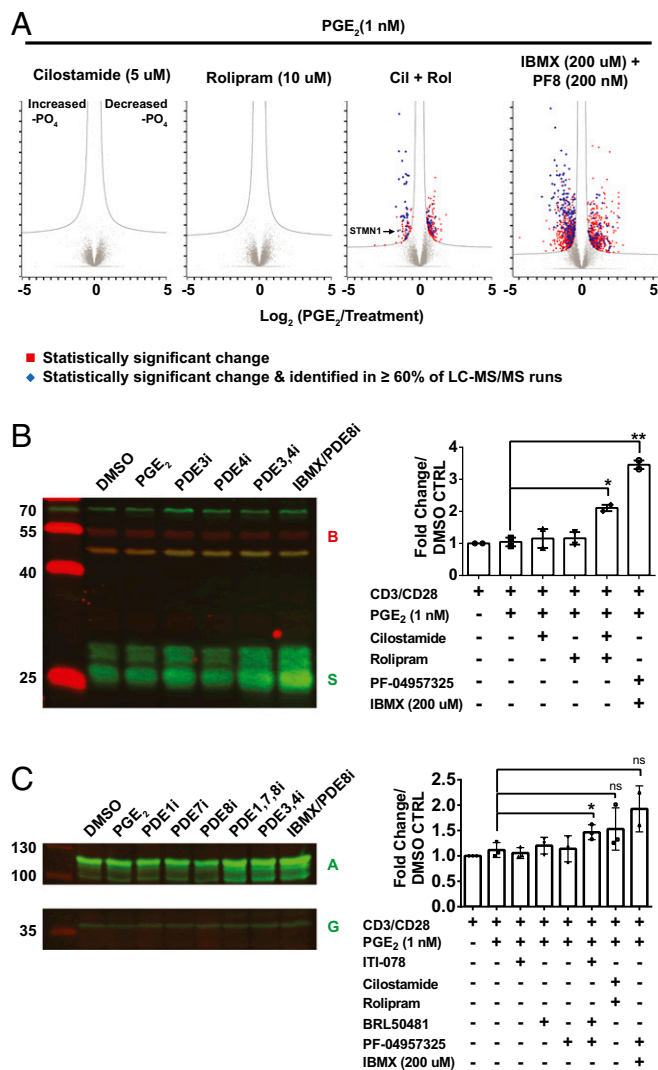 A
PGE2(1 nM)
Cilostamide (5 uM)
Rolipram (10 uM)
Cil + Rol
IBMX (200 uM) +
PF8 (200 nM)
Increased
-PO4
Decreased
-PO4
STMN1
-5 0 5
-5 0 5
-5 0 5
-5 0 5
Log2 (PGE2/Treatment)
Statistically significant change
Statistically significant change & identified in ≥ 60% of LC-MS/MS runs
B
DMSO
PGE2
PDE3i
PDE4i
PDE3,4i
IBMX/PDE8i
70
55
40
25
B
S
Fold Change/
DMSO CTRL
4
3
2
1
0
*
**
CD3/CD28 + + + + + +
PGE2 (1 nM) - + + + + +
Cilostamide - - + - + -
Rolipram - - - + + -
PF-04957325 - - - - - +
IBMX (200 uM) - - - - - +
C
DMSO
PGE2
PDE1i
PDE7i
PDE8i
PDE1,7,8i
PDE3,4i
IBMX/PDE8i
130
100
35
A
G
Fold Change/
DMSO CTRL
2.5
2.0
1.5
1.0
0.5
0.0
*
ns
ns
CD3/CD28 + + + + + + + +
PGE2 (1 nM) - + + + + + + +
ITI-078 - - + - - + - -
Cilostamide - - - - - - + -
Rolipram - - - - - - + -
BRL50481 - - - + - + - -
PF-04957325 - - - - + + - +
IBMX (200 uM) - - - - - - - +